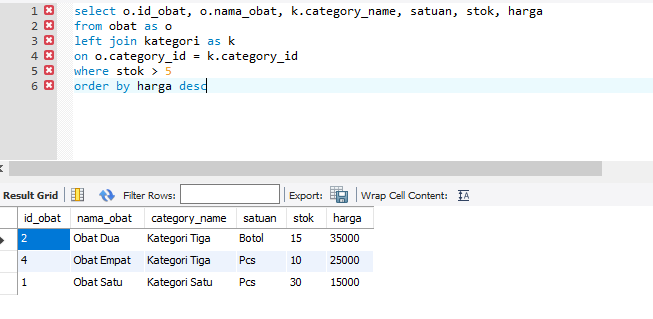 1 select o.id_obat, o.nama_obat, k.category_name, satuan, stok, harga
2 from obat as o
3 left join kategori as k
4 on o.category_id = k.category_id
5 where stok > 5
6 order by harga desc
Result Grid Filter Rows: Export: Wrap Cell Content:
id_obat nama_obat category_name satuan stok harga
2 Obat Dua Kategori Tiga Botol 15 35000
4 Obat Empat Kategori Tiga Pcs 10 25000
1 Obat Satu Kategori Satu Pcs 30 15000